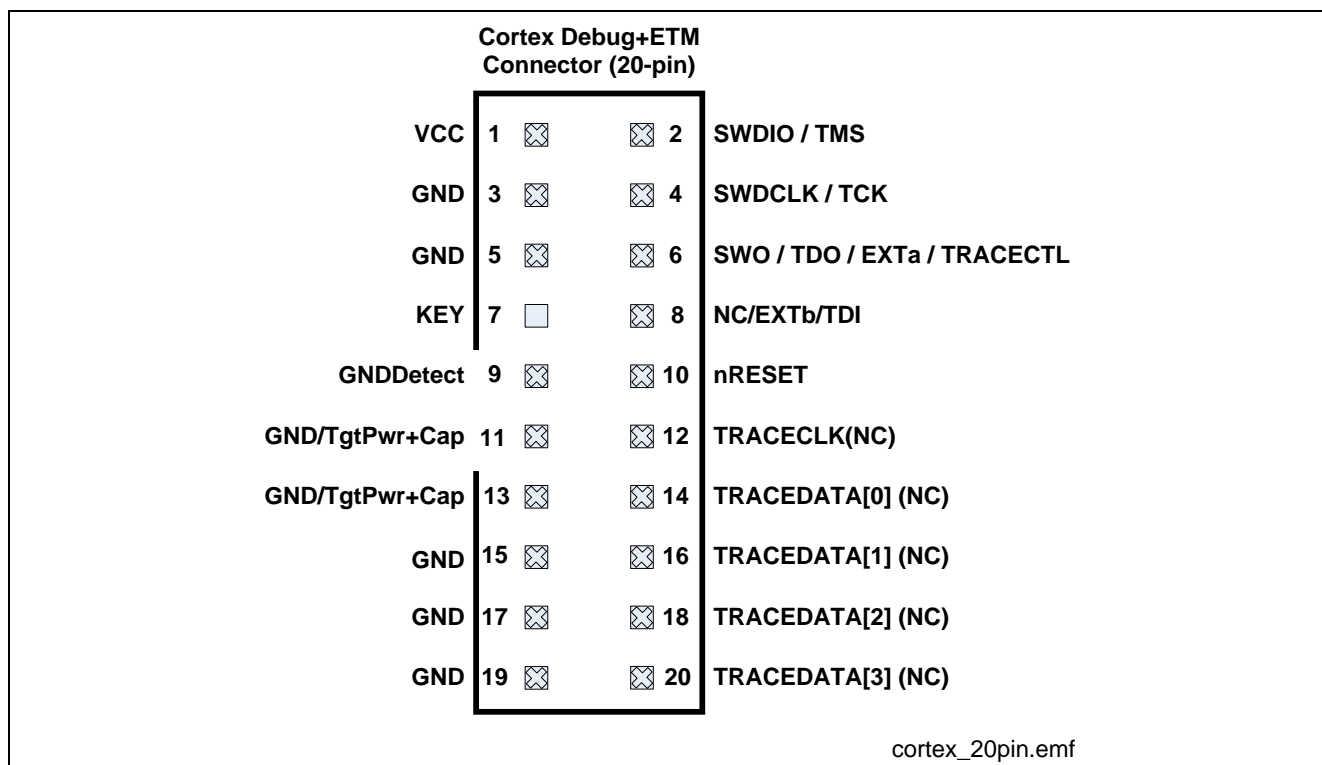 Cortex Debug+ETM
Connector (20-pin)
VCC 1 2 SWDIO / TMS
GND 3 4 SWDCLK / TCK
GND 5 6 SWO / TDO / EXTa / TRACECTL
KEY 7 8 NC/EXTb/TDI
GNDDetect 9 10 nRESET
GND/TgtPwr+Cap 11 12 TRACECLK(NC)
GND/TgtPwr+Cap 13 14 TRACEDATA[0] (NC)
GND 15 16 TRACEDATA[1] (NC)
GND 17 18 TRACEDATA[2] (NC)
GND 19 20 TRACEDATA[3] (NC)
cortex_20pin.emf